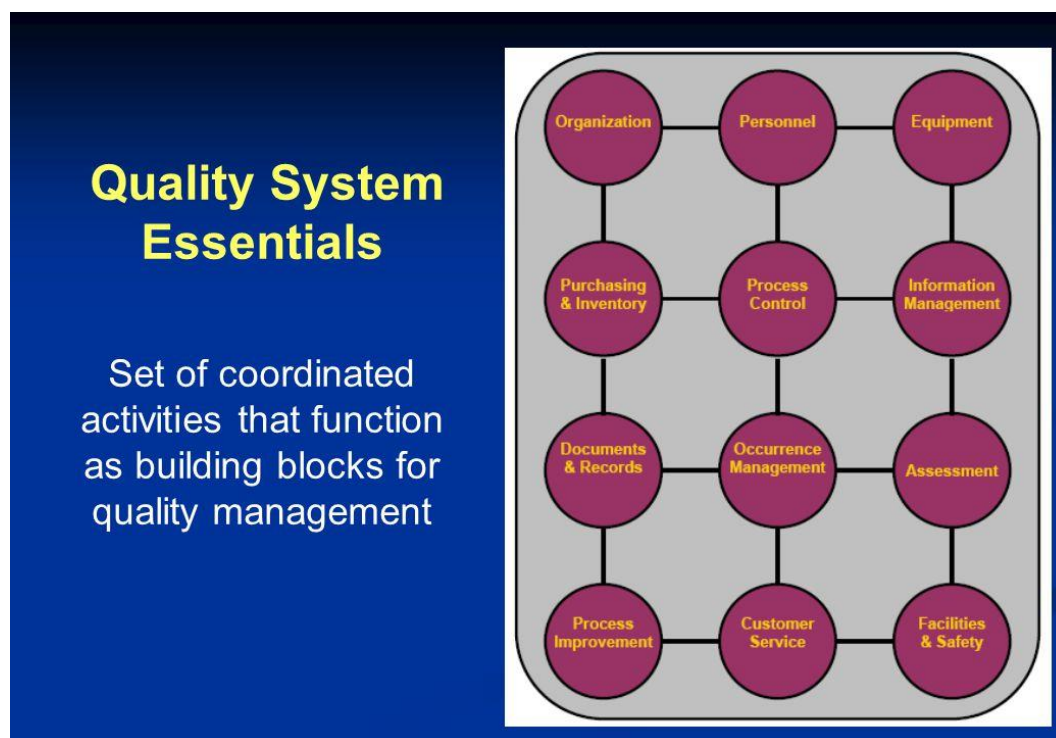 Quality System
Essentials
Set of coordinated
activities that function
as building blocks for
quality management
Organization
Personnel
Equipment
Purchasing
& Inventory
Process
Control
Information
Management
Documents
& Records
Occurrence
Management
Assessment
Process
Improvement
Customer
Service
Facilities
& Safety